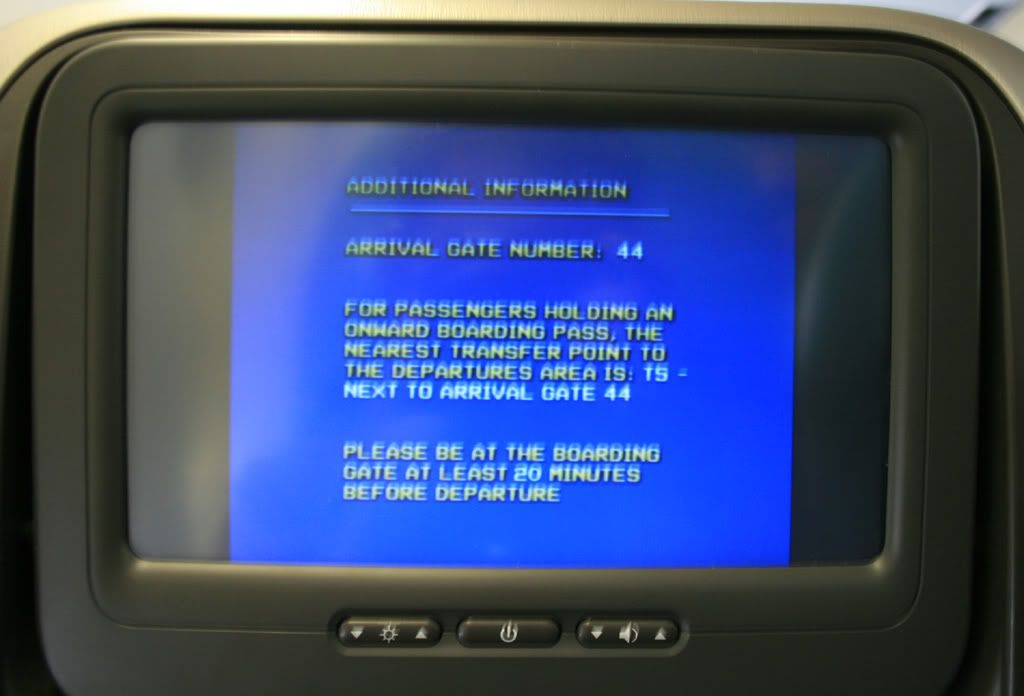 ADDITIONAL INFORMATION
ARRIVAL GATE NUMBER: 44
FOR PASSENGERS HOLDING AN
ONWARD BOARDING PASS, THE
NEAREST TRANSFER POINT TO
THE DEPARTURES AREA IS: T5 -
NEXT TO ARRIVAL GATE 44
PLEASE BE AT THE BOARDING
GATE AT LEAST 20 MINUTES
BEFORE DEPARTURE